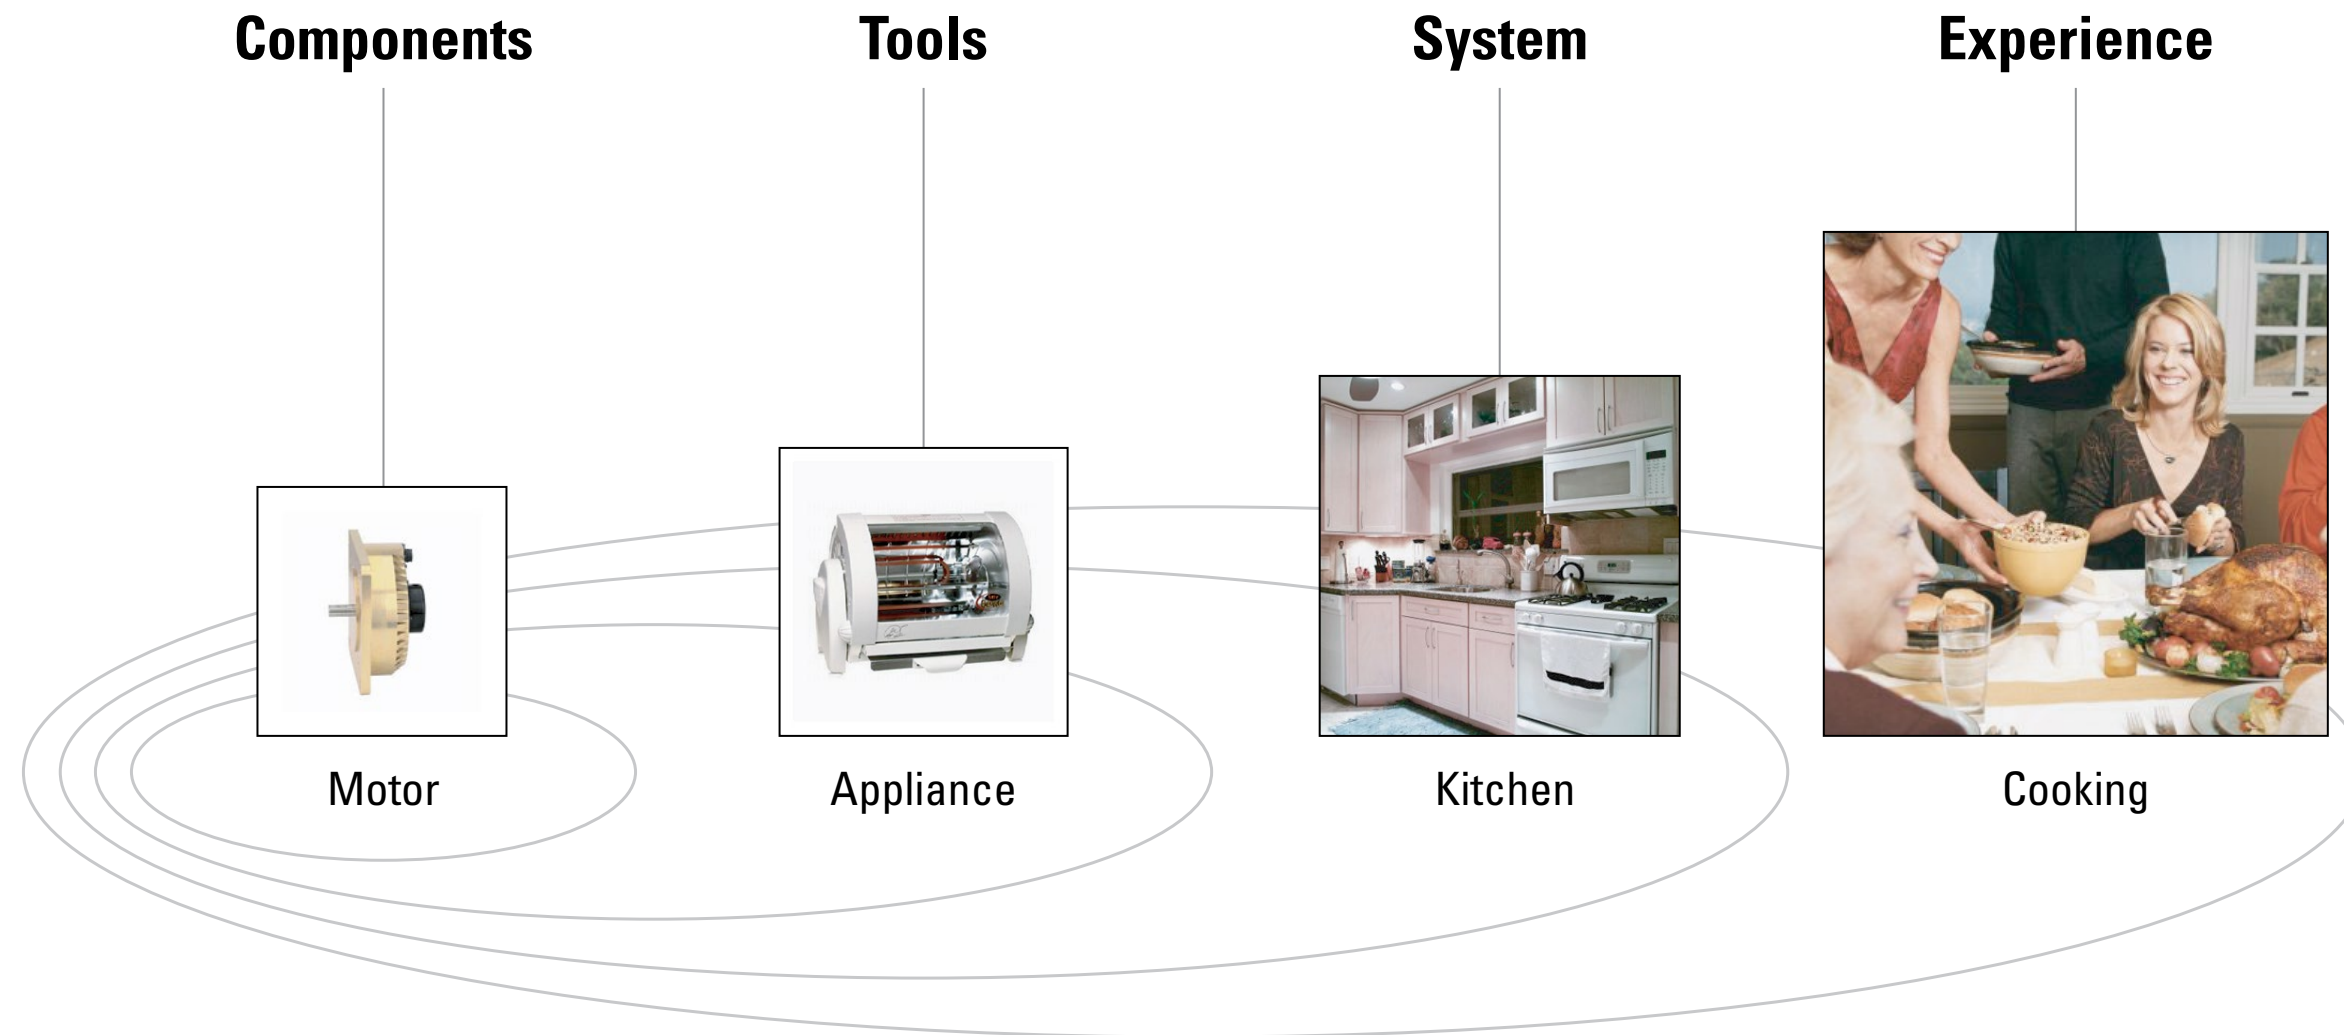 Components
Tools
System
Experience
Motor
Appliance
Kitchen
Cooking